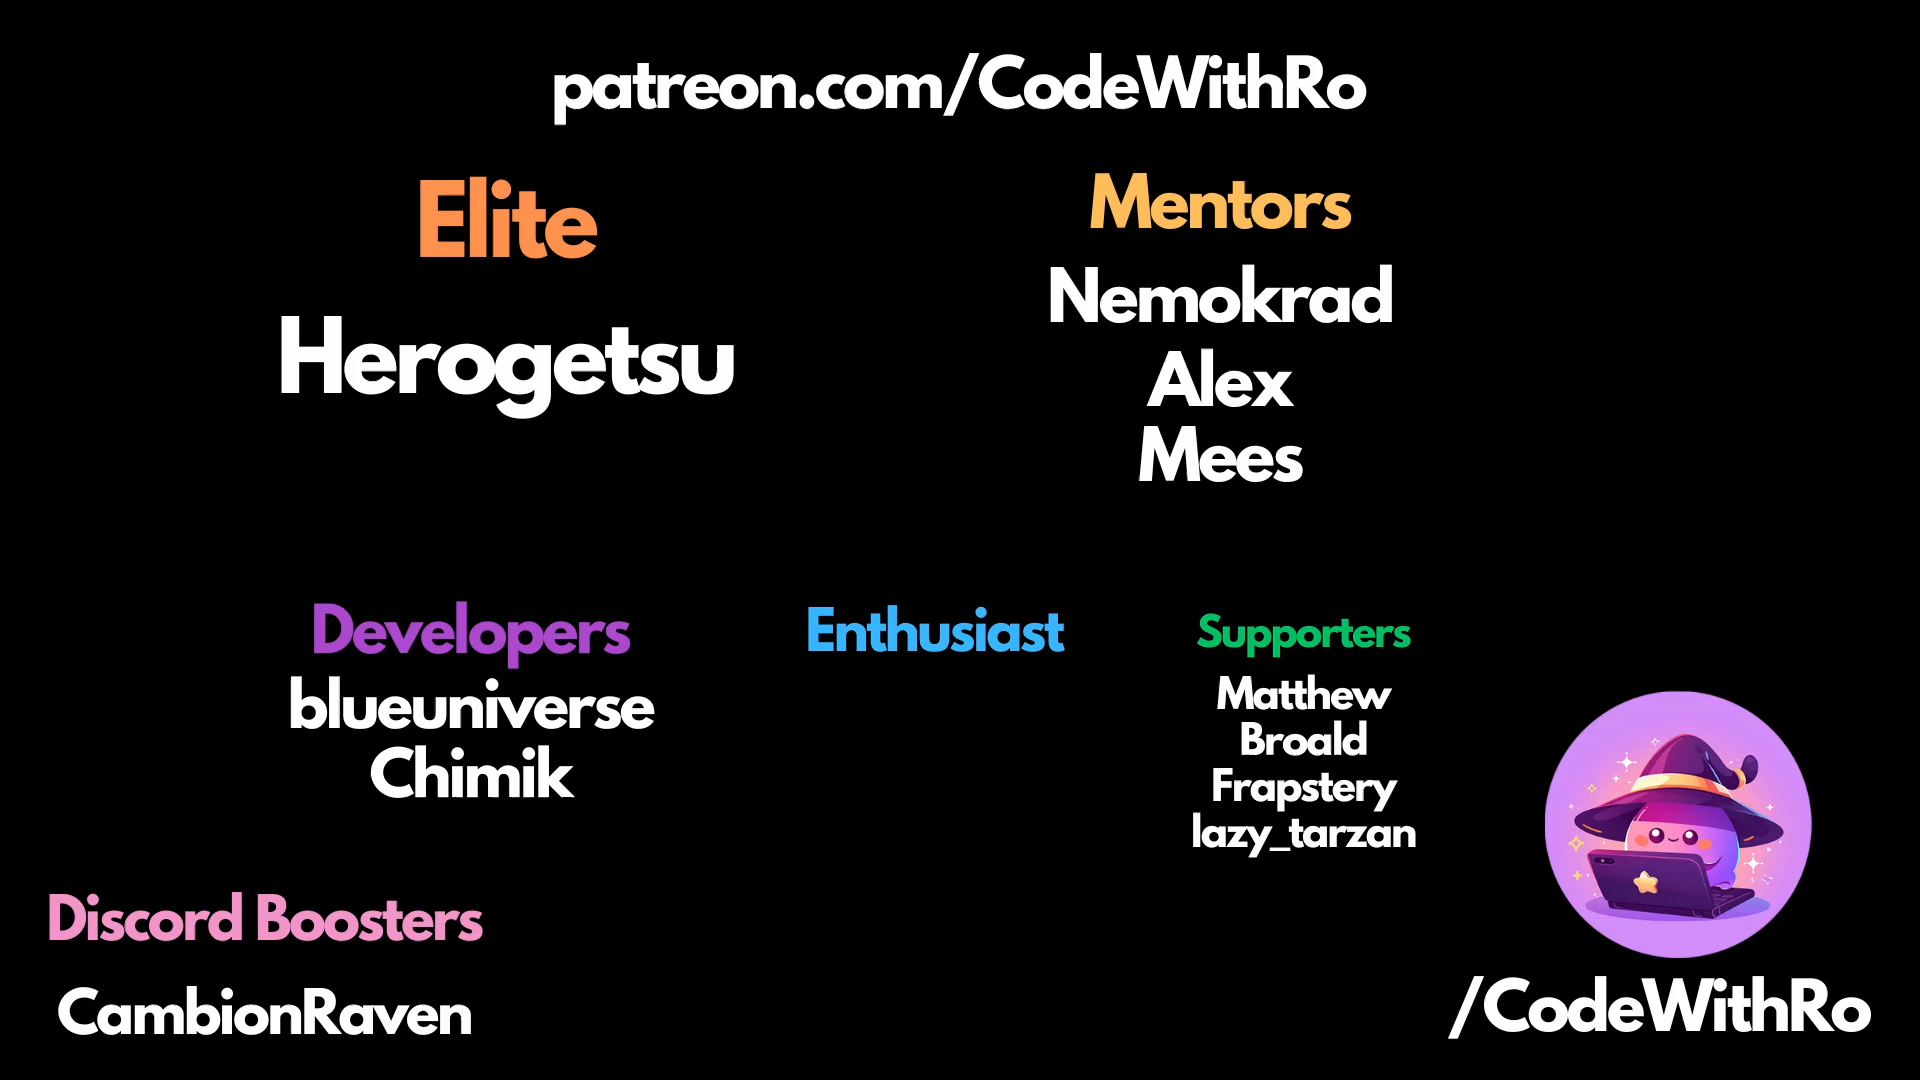 patreon.com/CodeWithRo
Elite
Herogetsu
Mentors
Nemokrad
Alex
Mees
Developers
blueuniverse
Chimik
Enthusiast
Supporters
Matthew
Broald
Frapstery
lazy_tarzan
Discord Boosters
CambionRaven
/CodeWithRo